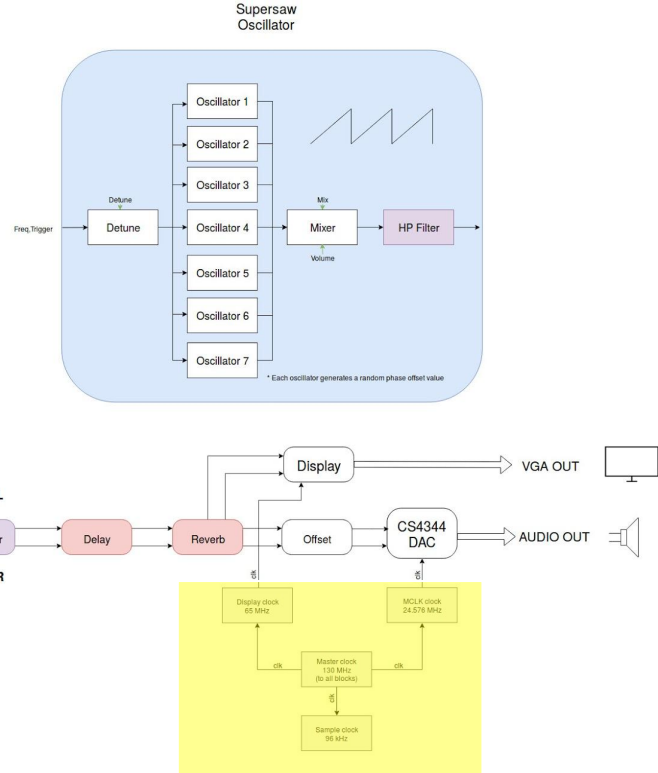 Supersaw
Oscillator
Oscillator 1
Oscillator 2
Oscillator 3
Detune
Mix
Freq,Trigger
Detune
Oscillator 4
Mixer
HP Filter
Volume
Oscillator 5
Oscillator 6
Oscillator 7
* Each oscillator generates a random phase offset value
Display
VGA OUT
r
Delay
Reverb
Offset
CS4344
DAC
AUDIO OUT
R
clk
clk
Display clock
65 MHz
MCLK clock
24.576 MHz
clk
Master clock
130 MHz
(to all blocks)
clk
clk
Sample clock
96 kHz